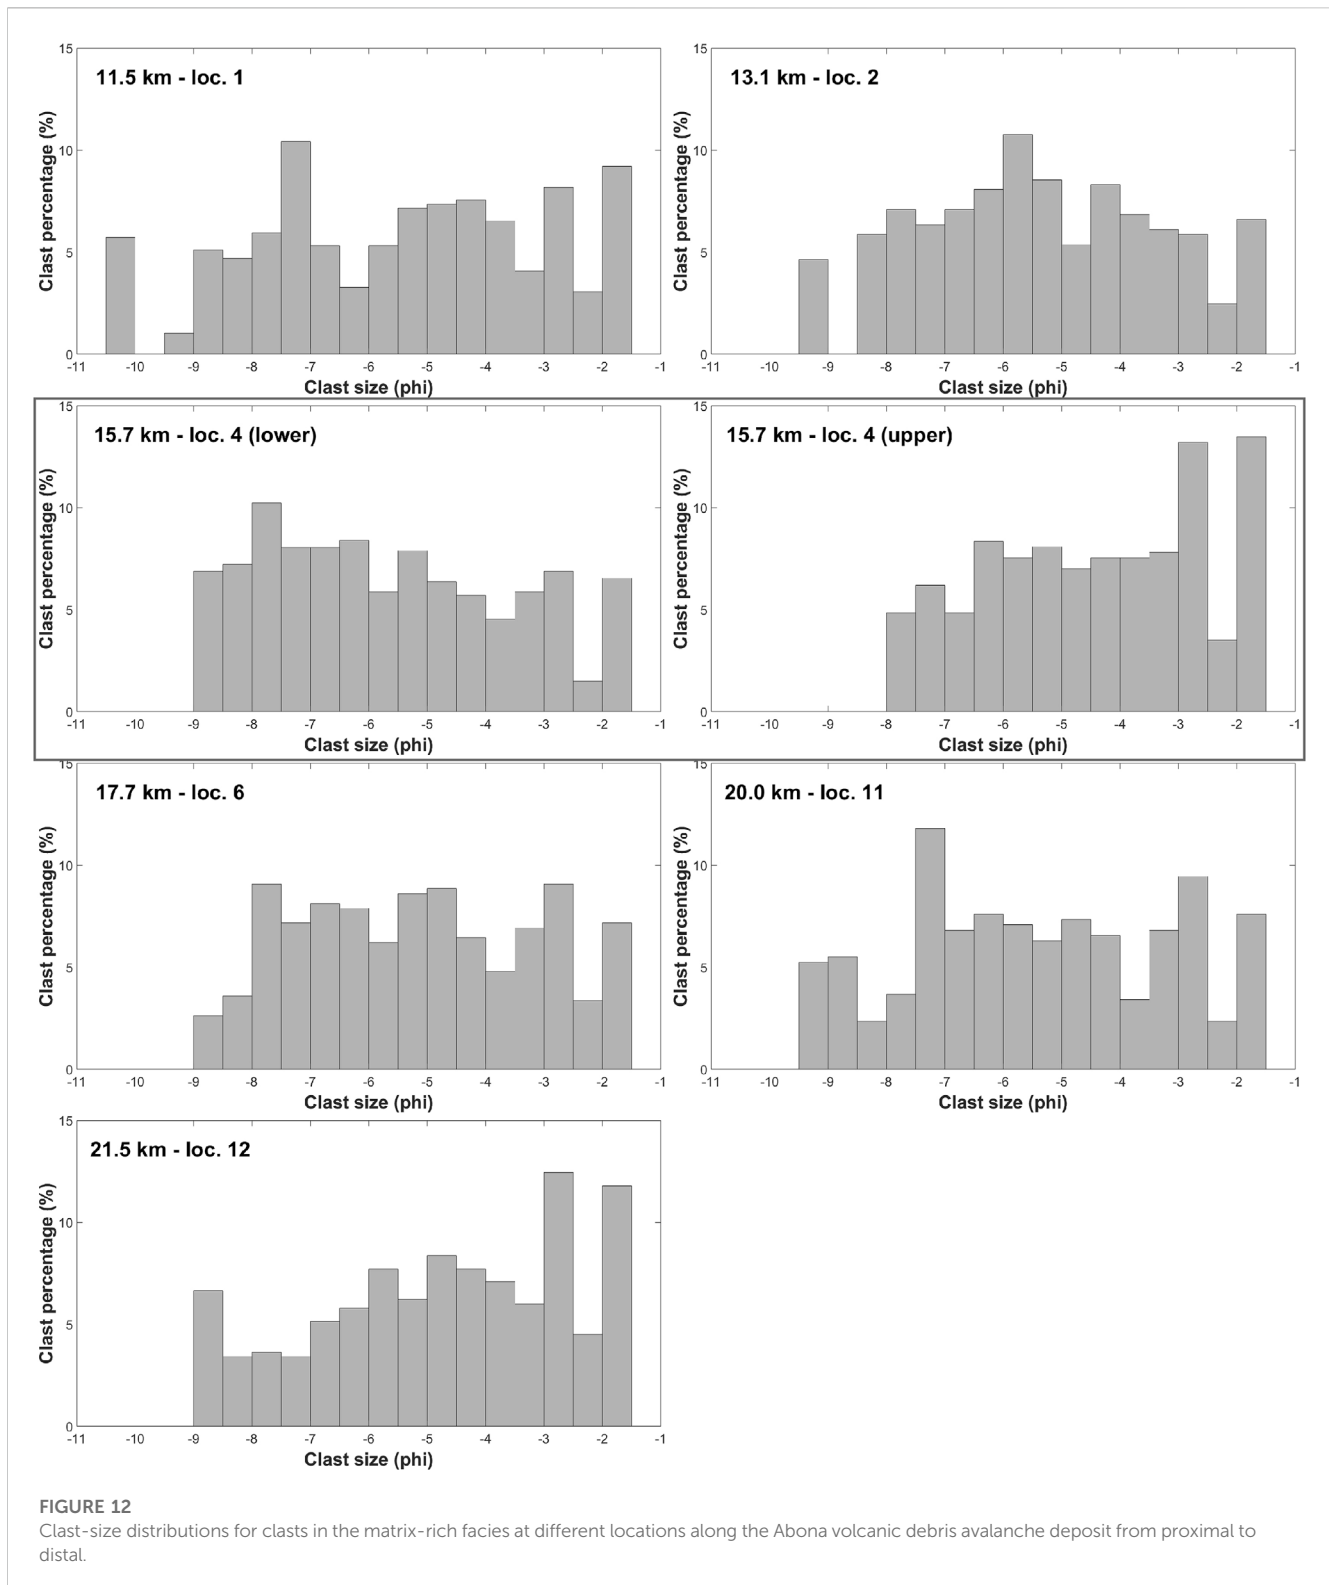 15
10
5
0
Clast percentage (%)
11.5 km - loc. 1
-11 -10 -9 -8 -7 -6 -5 -4 -3 -2 -1
Clast size (phi)
15
10
5
0
Clast percentage (%)
13.1 km - loc. 2
-11 -10 -9 -8 -7 -6 -5 -4 -3 -2 -1
Clast size (phi)
15
10
5
0
Clast percentage (%)
15.7 km - loc. 4 (lower)
-11 -10 -9 -8 -7 -6 -5 -4 -3 -2 -1
Clast size (phi)
15
10
5
0
Clast percentage (%)
15.7 km - loc. 4 (upper)
-11 -10 -9 -8 -7 -6 -5 -4 -3 -2 -1
Clast size (phi)
15
10
5
0
Clast percentage (%)
17.7 km - loc. 6
-11 -10 -9 -8 -7 -6 -5 -4 -3 -2 -1
Clast size (phi)
15
10
5
0
Clast percentage (%)
20.0 km - loc. 11
-11 -10 -9 -8 -7 -6 -5 -4 -3 -2 -1
Clast size (phi)
15
10
5
0
Clast percentage (%)
21.5 km - loc. 12
-11 -10 -9 -8 -7 -6 -5 -4 -3 -2 -1
Clast size (phi)
FIGURE 12
Clast-size distributions for clasts in the matrix-rich facies at different locations along the Abona volcanic debris avalanche deposit from proximal to
distal.